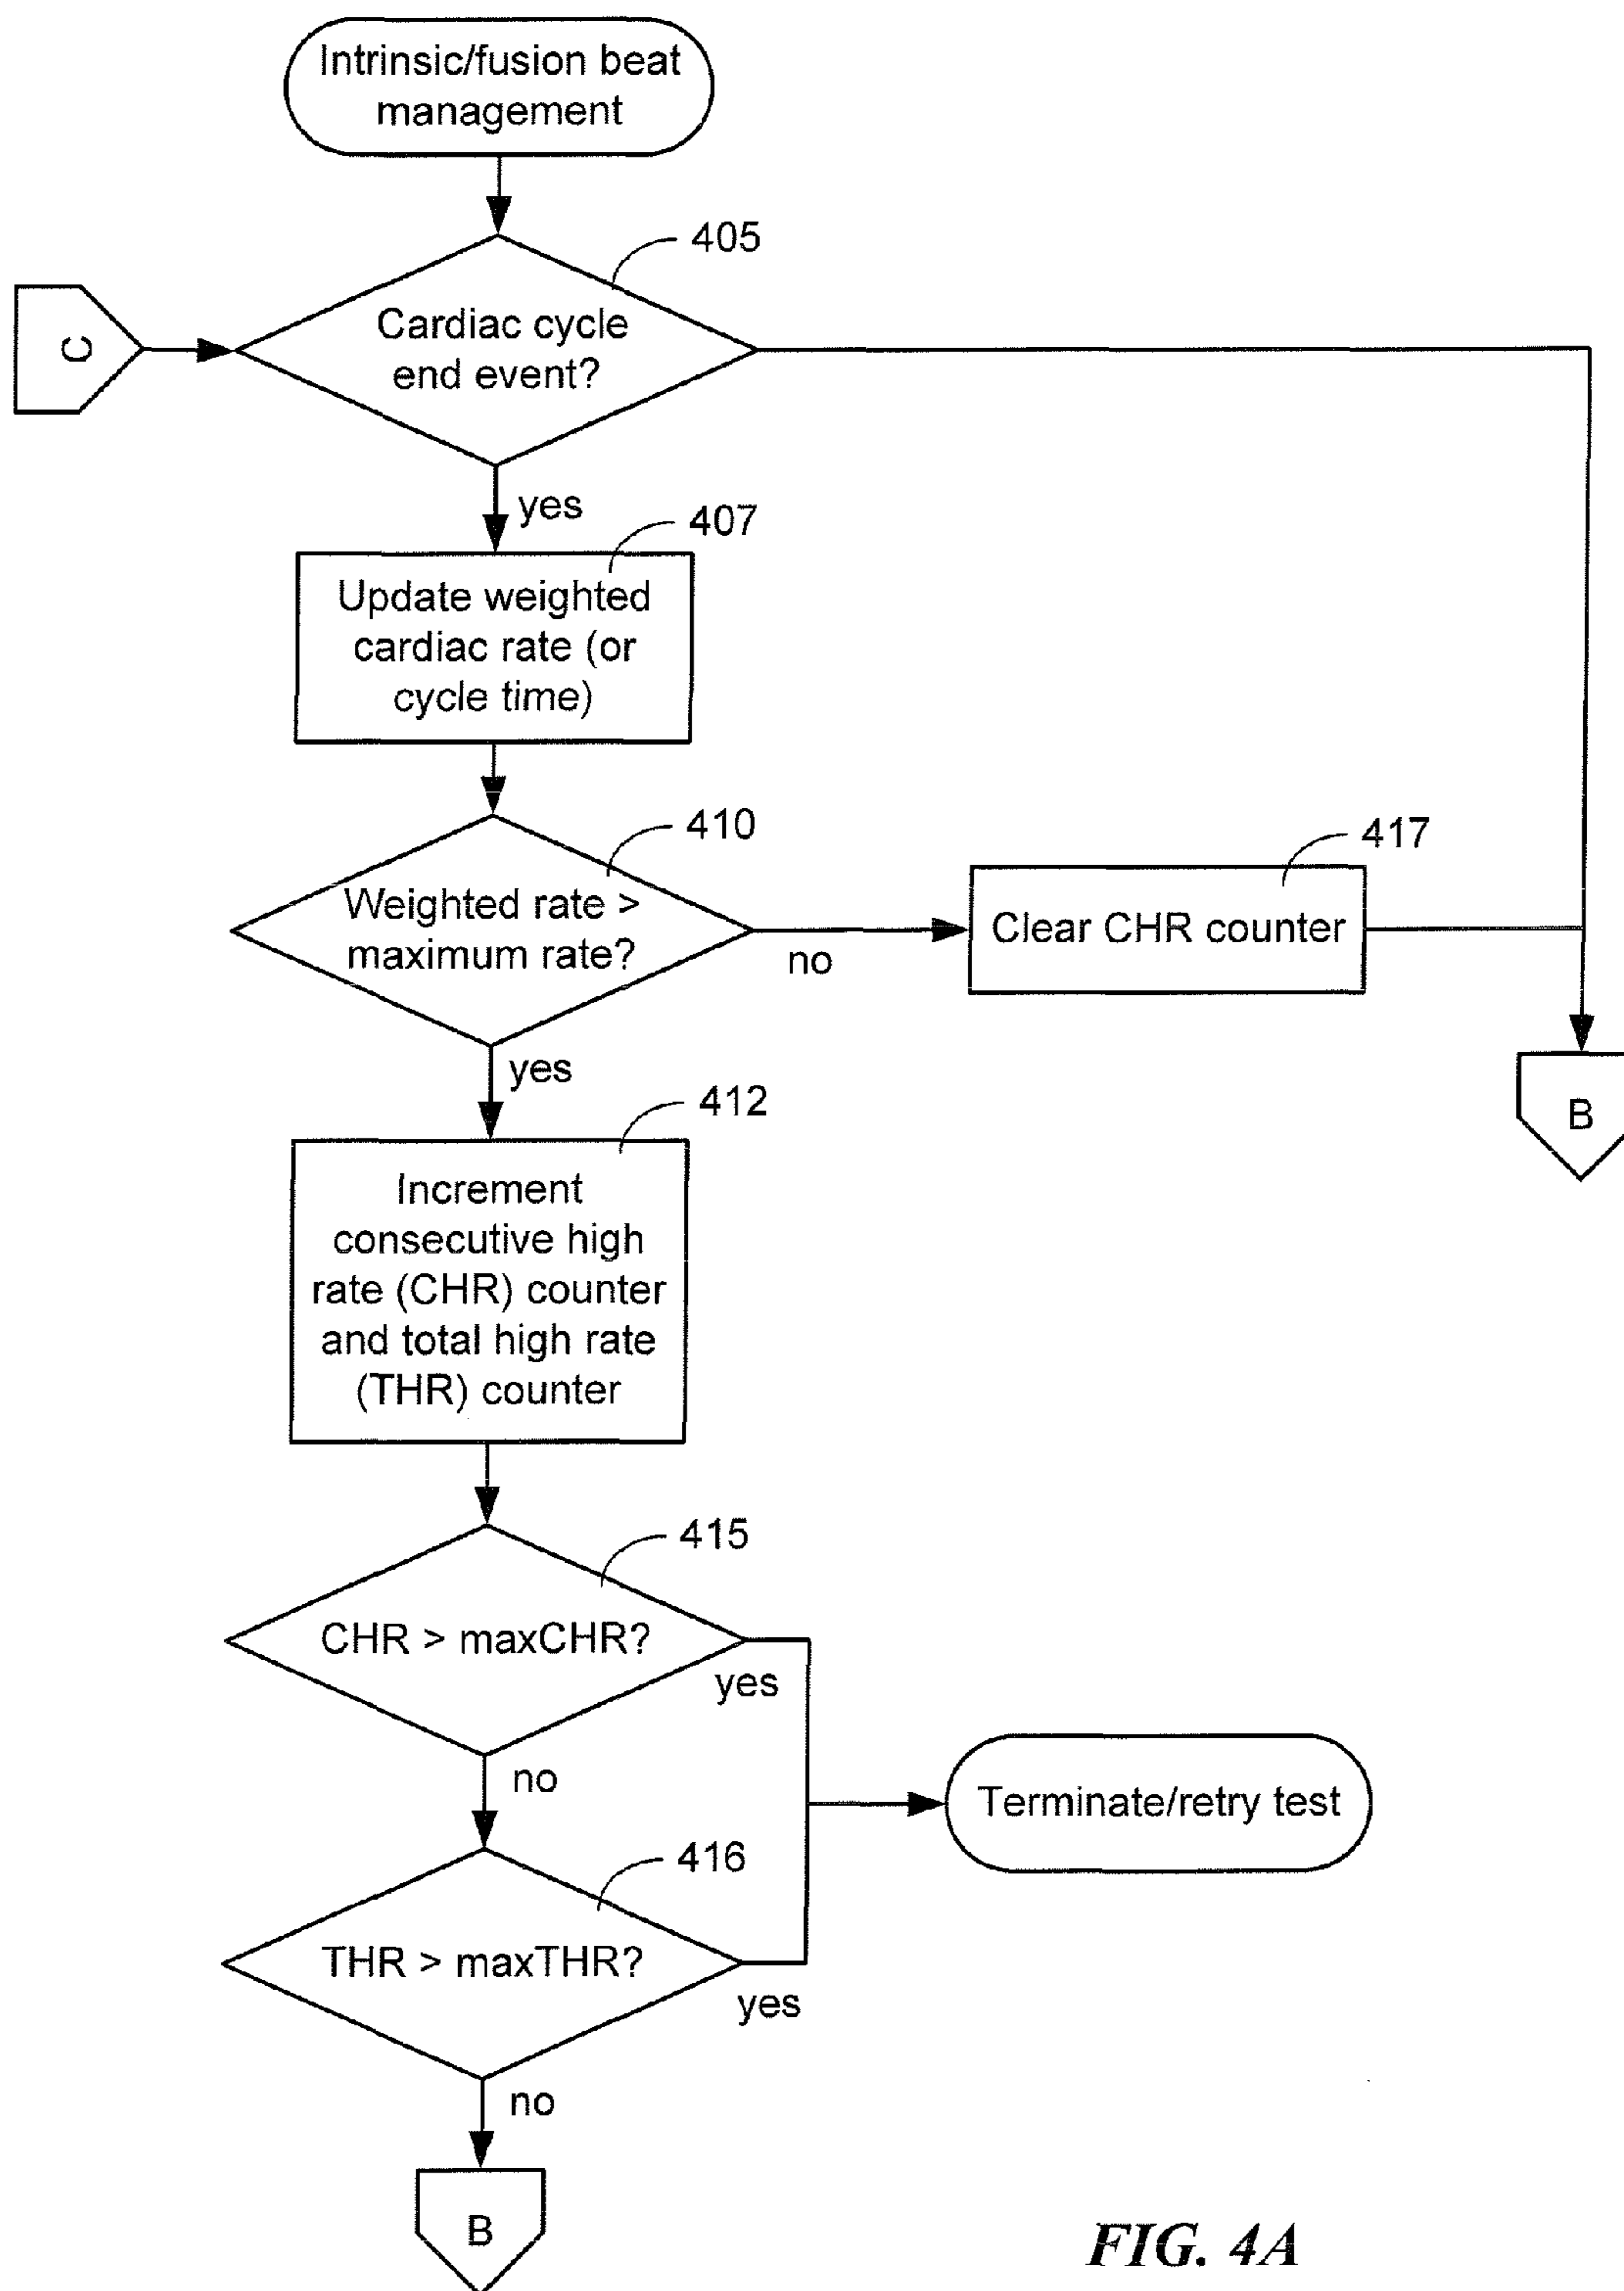 Intrinsic/fusion beat
management
405
C
Cardiac cycle
end event?
yes
407
Update weighted
cardiac rate (or
cycle time)
410
417
Weighted rate >
maximum rate?
no
Clear CHR counter
yes
B
412
Increment
consecutive high
rate (CHR) counter
and total high rate
(THR) counter
415
CHR > maxCHR?
yes
no
Terminate/retry test
416
THR > maxTHR?
yes
no
B
FIG. 4A